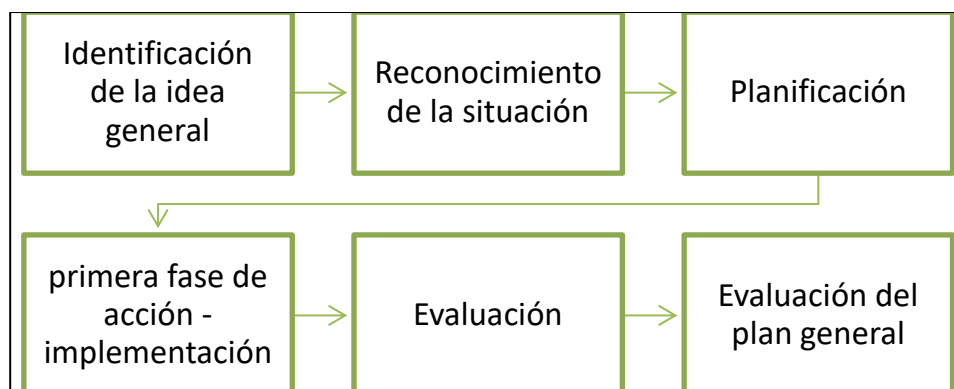 Identificación
de la idea
general
Reconocimiento
de la situación
Planificación
primera fase de
acción -
implementación
Evaluación
Evaluación del
plan general